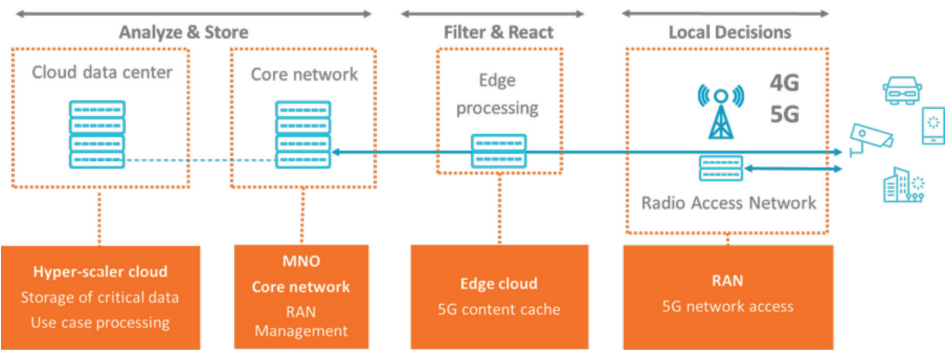 Analyze & Store
Filter & React
Local Decisions
Cloud data center
Core network
Edge
processing
4G
5G
Radio Access Network
Hyper-scaler cloud
Storage of critical data
Use case processing
MNO
Core network
RAN
Management
Edge cloud
5G content cache
RAN
5G network access